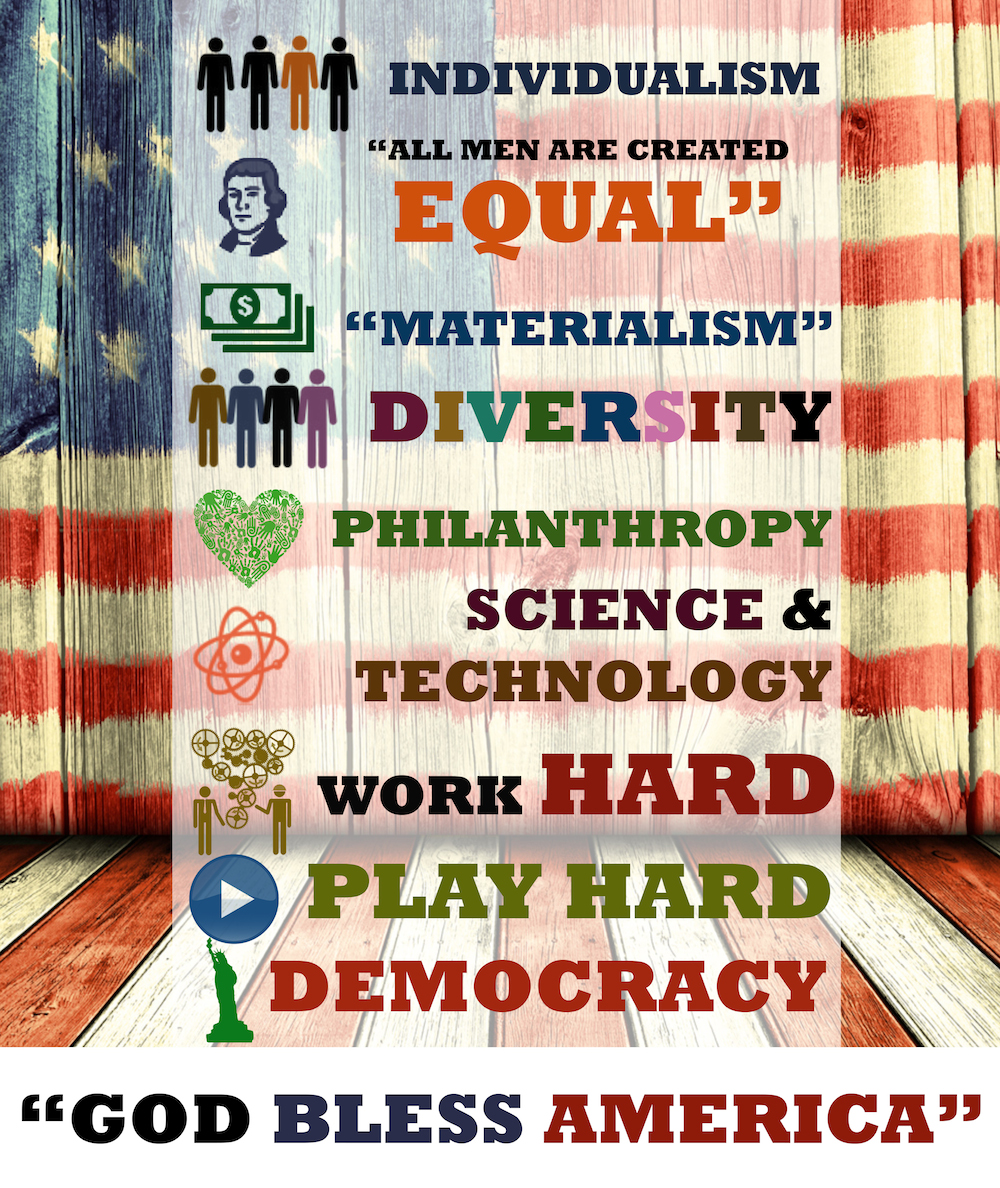 INDIVIDUALISM
“ALL MEN ARE CREATED
EQUAL”
$
“MATERIALISM”
DIVERSITY
PHILANTHROPY
SCIENCE &
TECHNOLOGY
WORK HARD
PLAY HARD
DEMOCRACY
“GOD BLESS AMERICA”